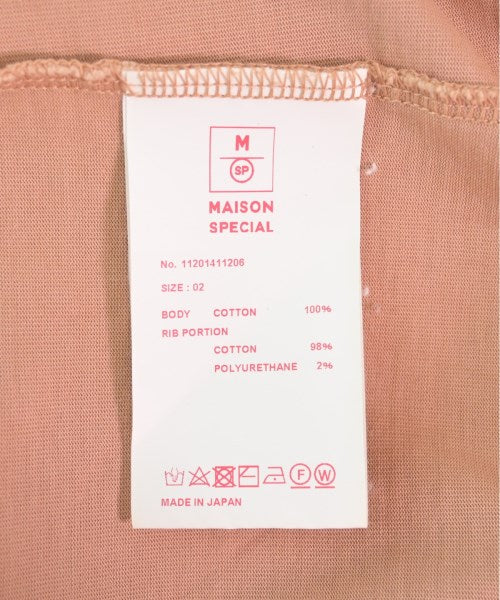 M
SP
MAISON
SPECIAL
No. 11201411206
SIZE : 02
BODY COTTON 100%
RIB PORTION
COTTON 98%
POLYURETHANE 2%
F W
MADE IN JAPAN